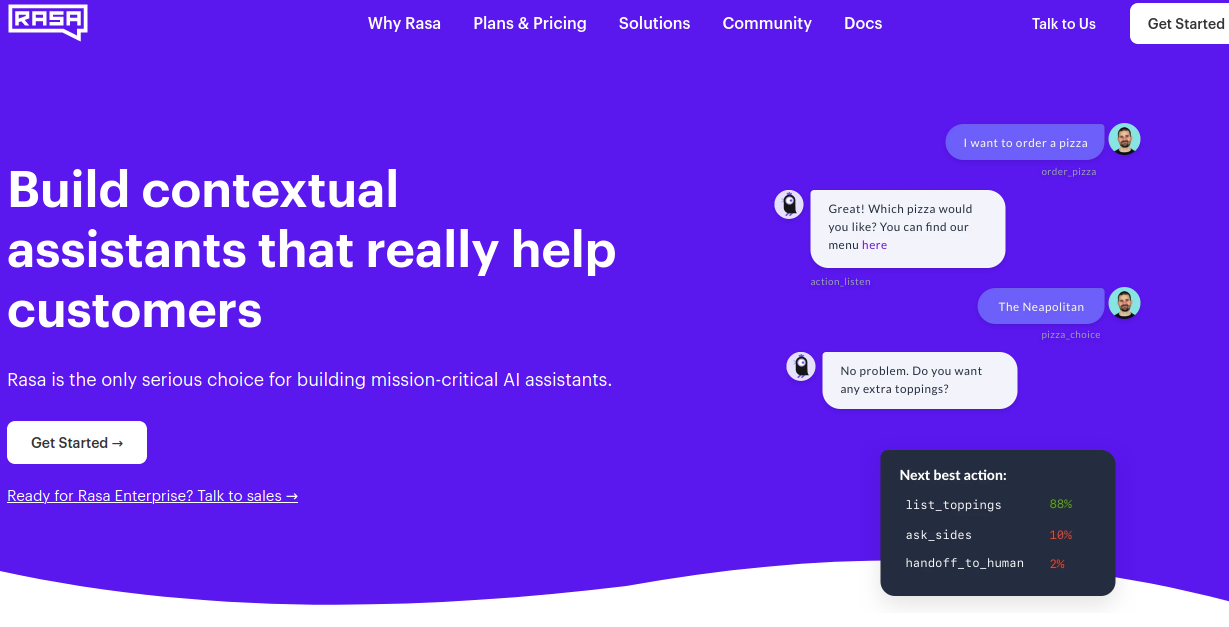 RASA
Why Rasa
Plans & Pricing
Solutions
Community
Docs
Talk to Us
Get Started
Build contextual
assistants that really help
customers
Rasa is the only serious choice for building mission-critical AI assistants.
Get Started →
Ready for Rasa Enterprise? Talk to sales →
I want to order a pizza
order_pizza
Great! Which pizza would
you like? You can find our
menu here
action_listen
The Neapolitan
pizza_choice
No problem. Do you want
any extra toppings?
Next best action:
list_toppings 88%
ask_sides 10%
handoff_to_human 2%